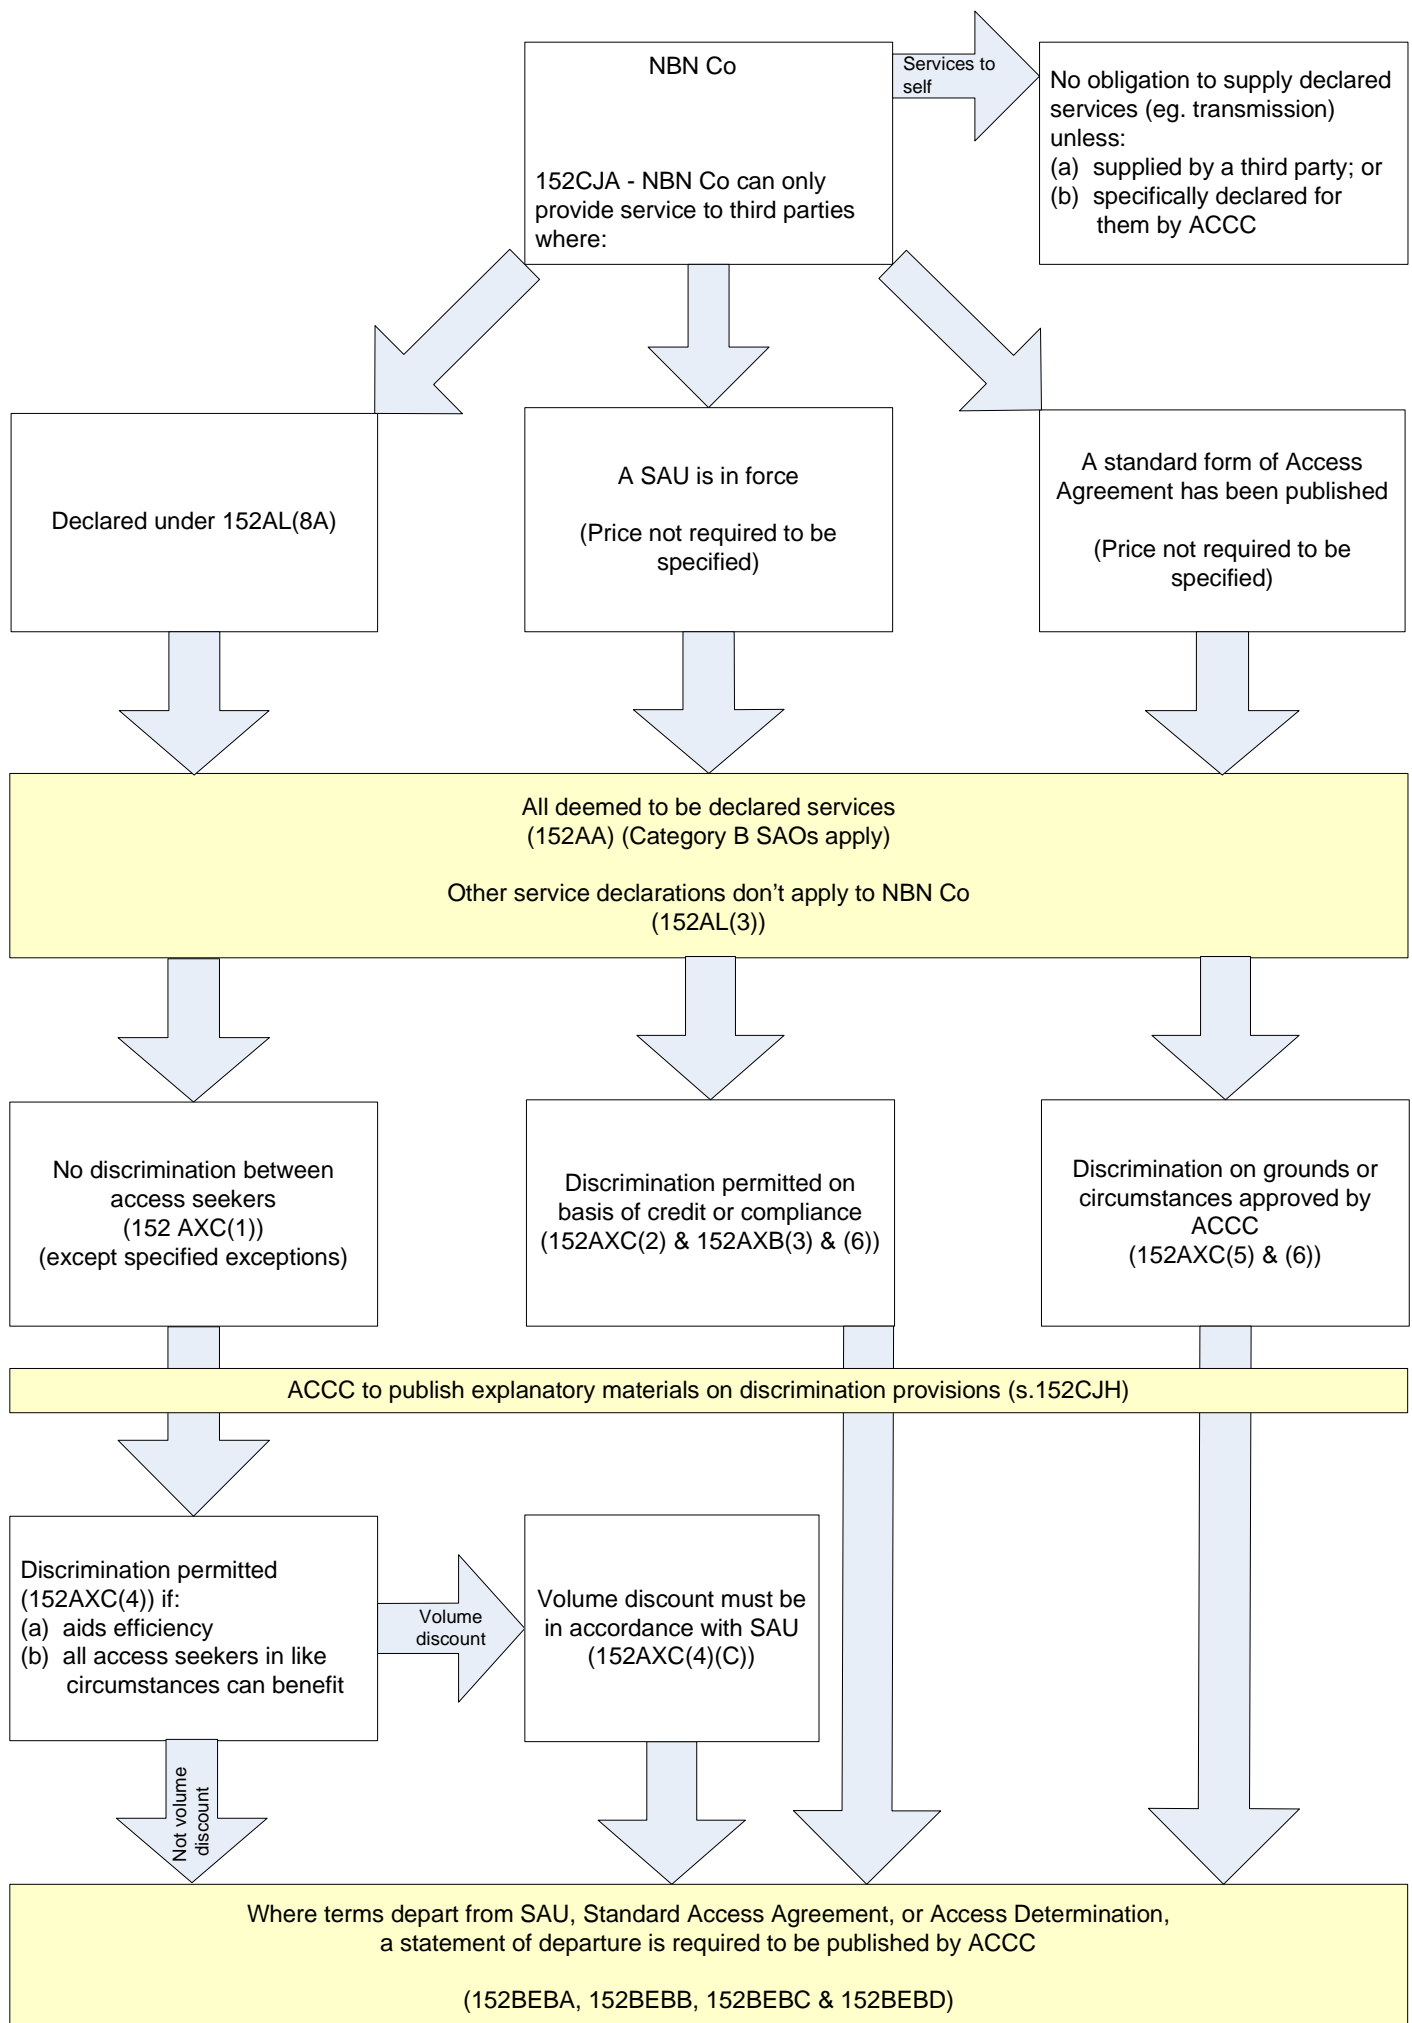 NBN Co
152CJA - NBN Co can only
provide service to third parties
where:
Services to
self
No obligation to supply declared
services (eg. transmission)
unless:
(a) supplied by a third party; or
(b) specifically declared for
them by ACCC
Declared under 152AL(8A)
A SAU is in force
(Price not required to be
specified)
A standard form of Access
Agreement has been published
(Price not required to be
specified)
All deemed to be declared services
(152AA) (Category B SAOs apply)
Other service declarations don’t apply to NBN Co
(152AL(3))
No discrimination between
access seekers
(152 AXC(1))
(except specified exceptions)
Discrimination permitted on
basis of credit or compliance
(152AXC(2) & 152AXB(3) & (6))
Discrimination on grounds or
circumstances approved by
ACCC
(152AXC(5) & (6))
ACCC to publish explanatory materials on discrimination provisions (s.152CJH)
Discrimination permitted
(152AXC(4)) if:
(a) aids efficiency
(b) all access seekers in like
circumstances can benefit
Volume
discount
Volume discount must be
in accordance with SAU
(152AXC(4)(C))
Not volume
discount
Where terms depart from SAU, Standard Access Agreement, or Access Determination,
a statement of departure is required to be published by ACCC
(152BEBA, 152BEBB, 152BEBC & 152BEBD)